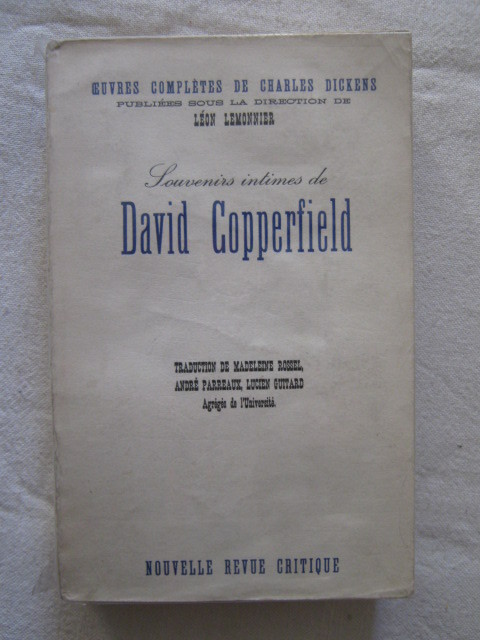 ŒUVRES COMPLÈTES DE CHARLES DICKENS
PUBLIÉES SOUS LA DIRECTION DE
LÉON LEMONNIER
Souvenirs intimes de
David Copperfield
TRADUCTION DE MADELEINE ROSSEL,
ANDRÉ PARREAUX, LUCIEN GUITARD
Agrégés de l'Université.
NOUVELLE REVUE CRITIQUE